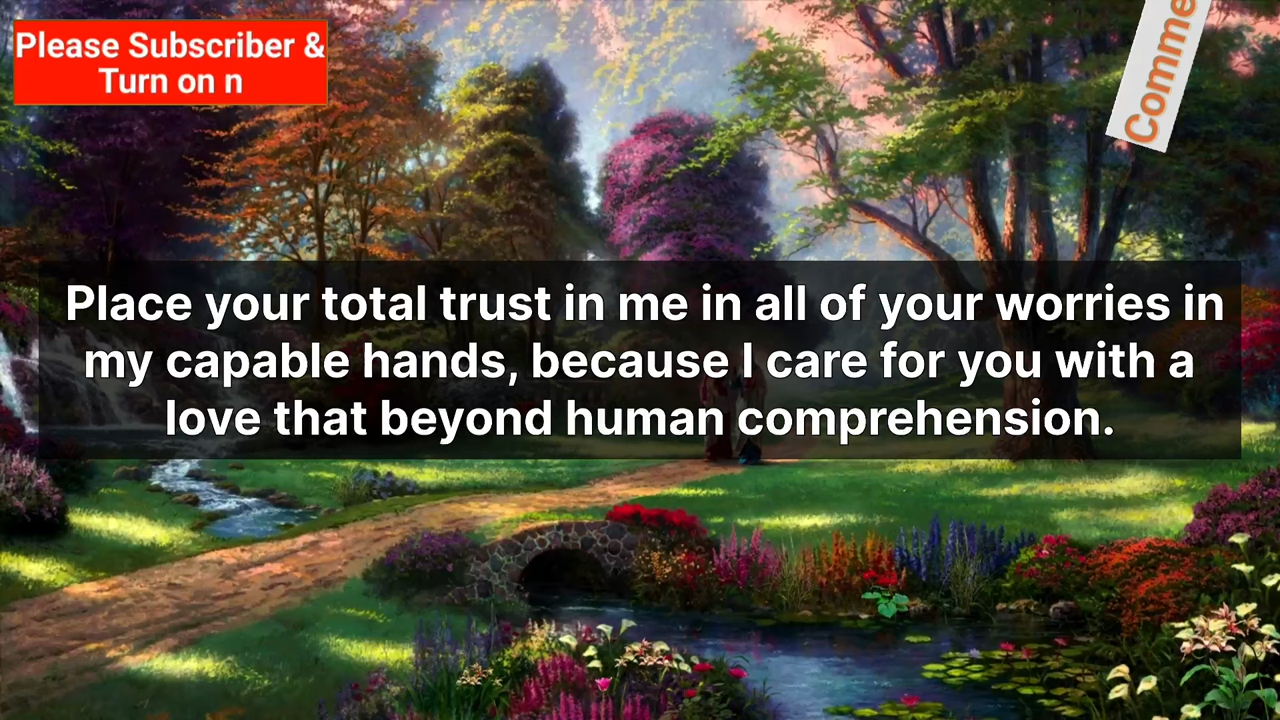 Please Subscriber &
Turn on n
Comme
Place your total trust in me in all of your worries in
my capable hands, because I care for you with a
love that beyond human comprehension.